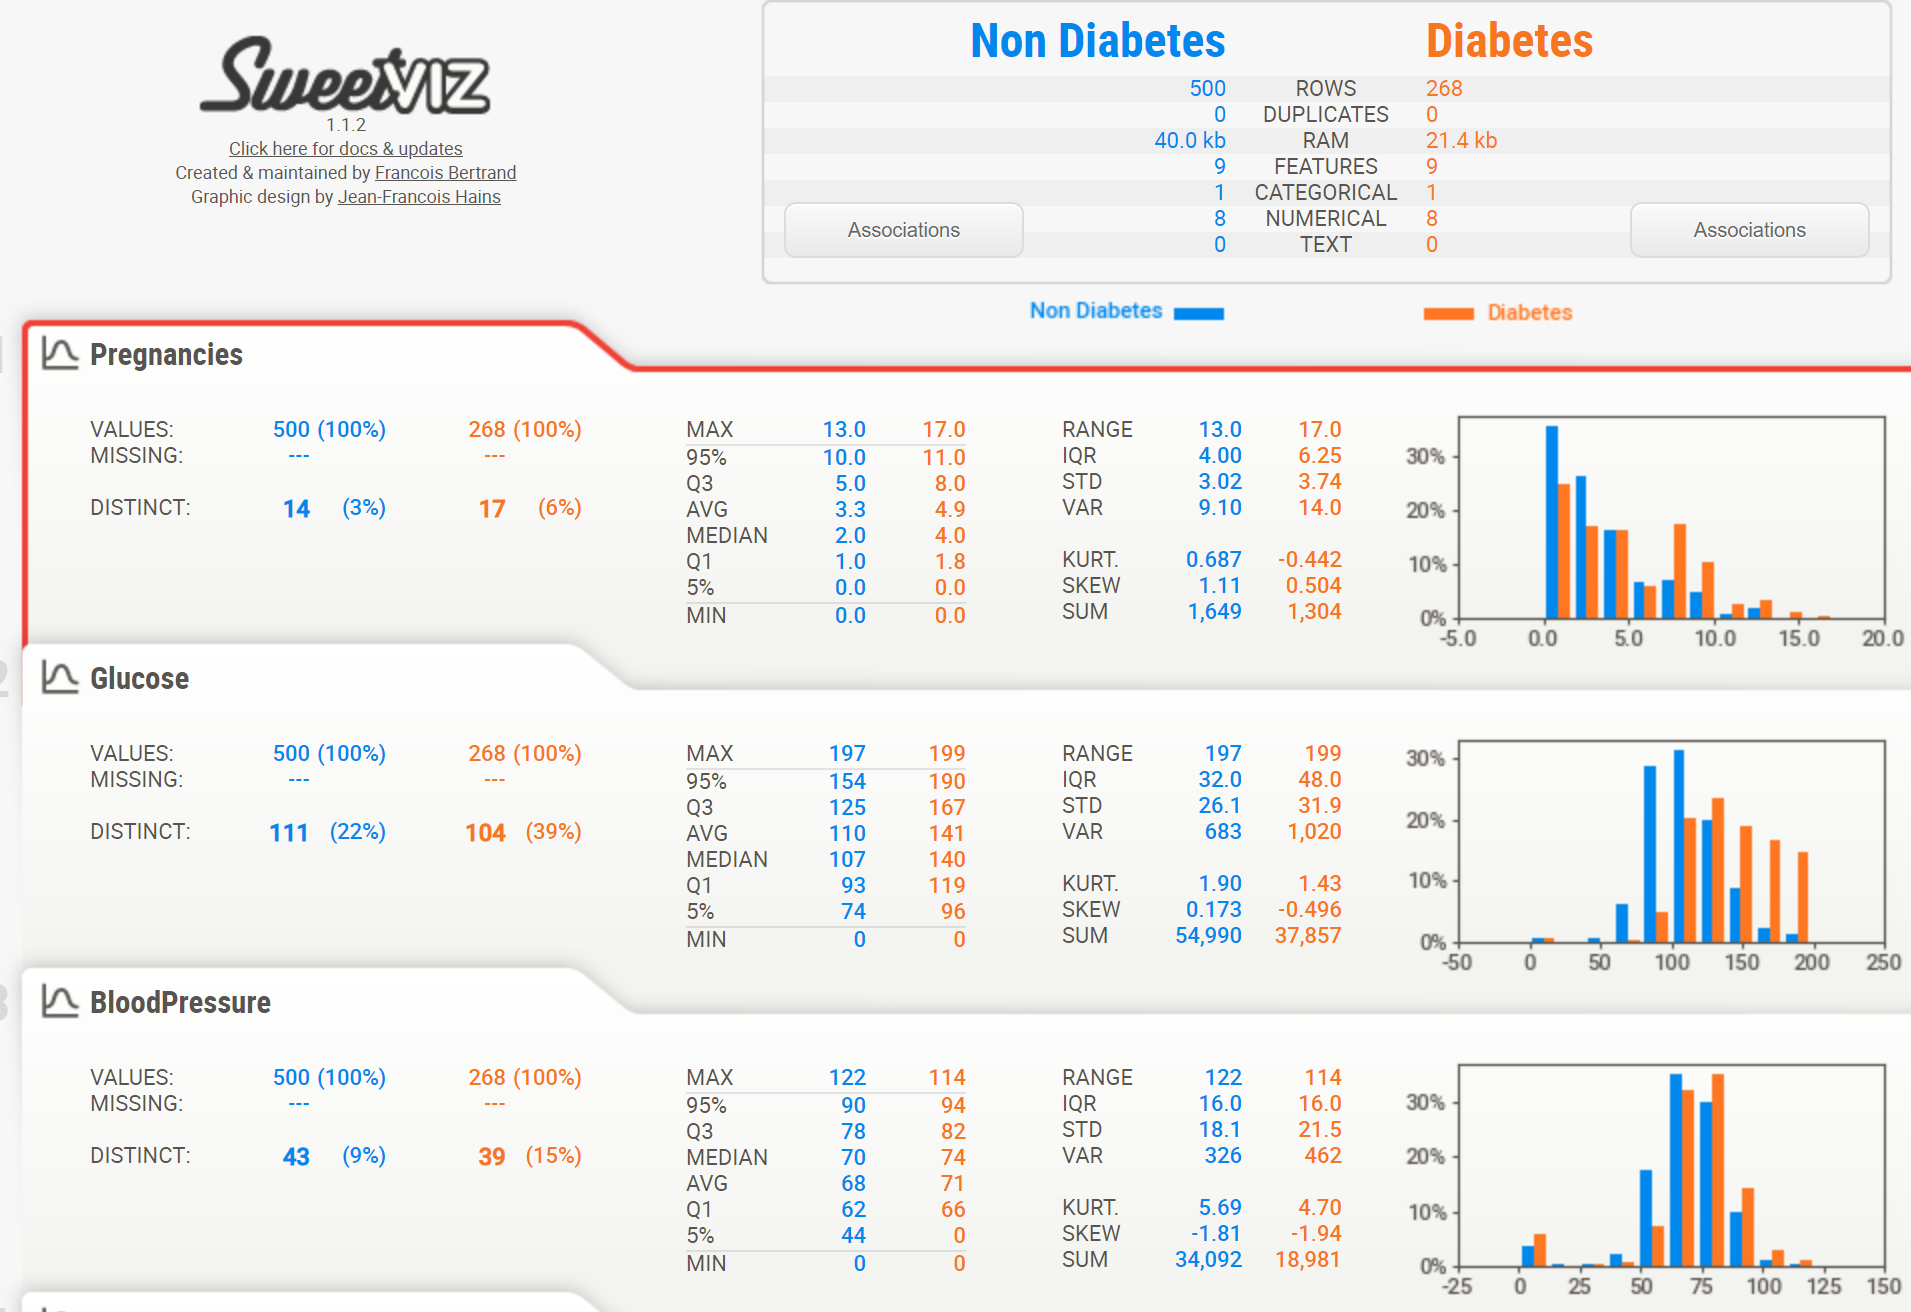 SweetVIZ
1.1.2
Click here for docs & updates
Created & maintained by Francois Bertrand
Graphic design by Jean-Francois Hains
Non Diabetes Diabetes
500 ROWS 268
0 DUPLICATES 0
40.0 kb RAM 21.4 kb
9 FEATURES 9
1 CATEGORICAL 1
8 NUMERICAL 8
0 TEXT 0
Associations
Associations
Non Diabetes
Diabetes
Pregnancies
VALUES: 500 (100%) 268 (100%)
MISSING: --- ---
DISTINCT: 14 (3%) 17 (6%)
MAX 13.0 17.0
95% 10.0 11.0
Q3 5.0 8.0
AVG 3.3 4.9
MEDIAN 2.0 4.0
Q1 1.0 1.8
5% 0.0 0.0
MIN 0.0 0.0
RANGE 13.0 17.0
IQR 4.00 6.25
STD 3.02 3.74
VAR 9.10 14.0
KURT. 0.687 -0.442
SKEW 1.11 0.504
SUM 1,649 1,304
30%
20%
10%
0%
-5.0 0.0 5.0 10.0 15.0 20.0
2
Glucose
VALUES: 500 (100%) 268 (100%)
MISSING: --- ---
DISTINCT: 111 (22%) 104 (39%)
MAX 197 199
95% 154 190
Q3 125 167
AVG 110 141
MEDIAN 107 140
Q1 93 119
5% 74 96
MIN 0 0
RANGE 197 199
IQR 32.0 48.0
STD 26.1 31.9
VAR 683 1,020
KURT. 1.90 1.43
SKEW 0.173 -0.496
SUM 54,990 37,857
30%
20%
10%
0%
-50 0 50 100 150 200 250
3
BloodPressure
VALUES: 500 (100%) 268 (100%)
MISSING: --- ---
DISTINCT: 43 (9%) 39 (15%)
MAX 122 114
95% 90 94
Q3 78 82
MEDIAN 70 74
AVG 68 71
Q1 62 66
5% 44 0
MIN 0 0
RANGE 122 114
IQR 16.0 16.0
STD 18.1 21.5
VAR 326 462
KURT. 5.69 4.70
SKEW -1.81 -1.94
SUM 34,092 18,981
30%
20%
10%
0%
-25 0 25 50 75 100 125 150